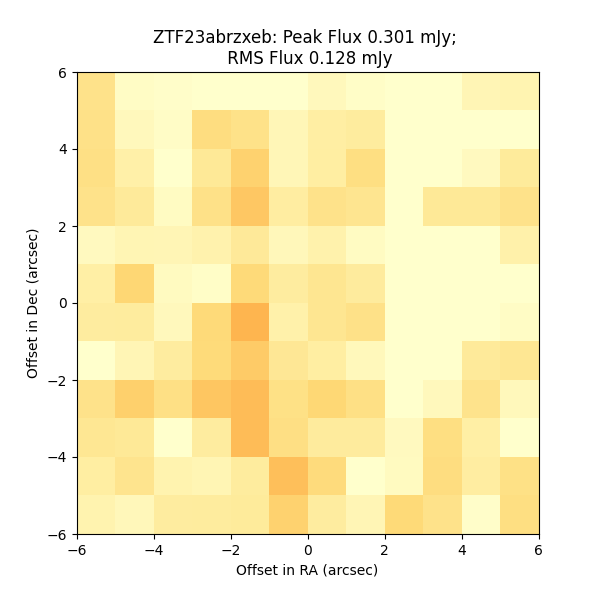 ZTF23abrzxeb: Peak Flux 0.301 mJy;
RMS Flux 0.128 mJy
6
4
2
0
−2
−4
−6
Offset in Dec (arcsec)
−6 −4 −2 0 2 4 6
Offset in RA (arcsec)